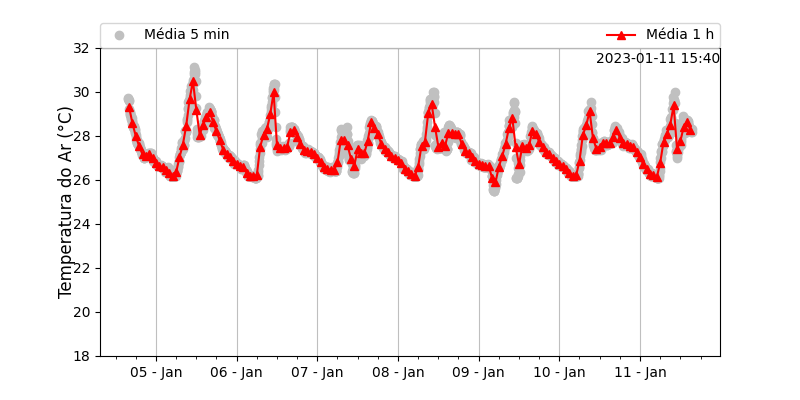 Média 5 min
Média 1 h
2023-01-11 15:40
Temperatura do Ar (°C)
32
30
28
26
24
22
20
18
05 - Jan
06 - Jan
07 - Jan
08 - Jan
09 - Jan
10 - Jan
11 - Jan